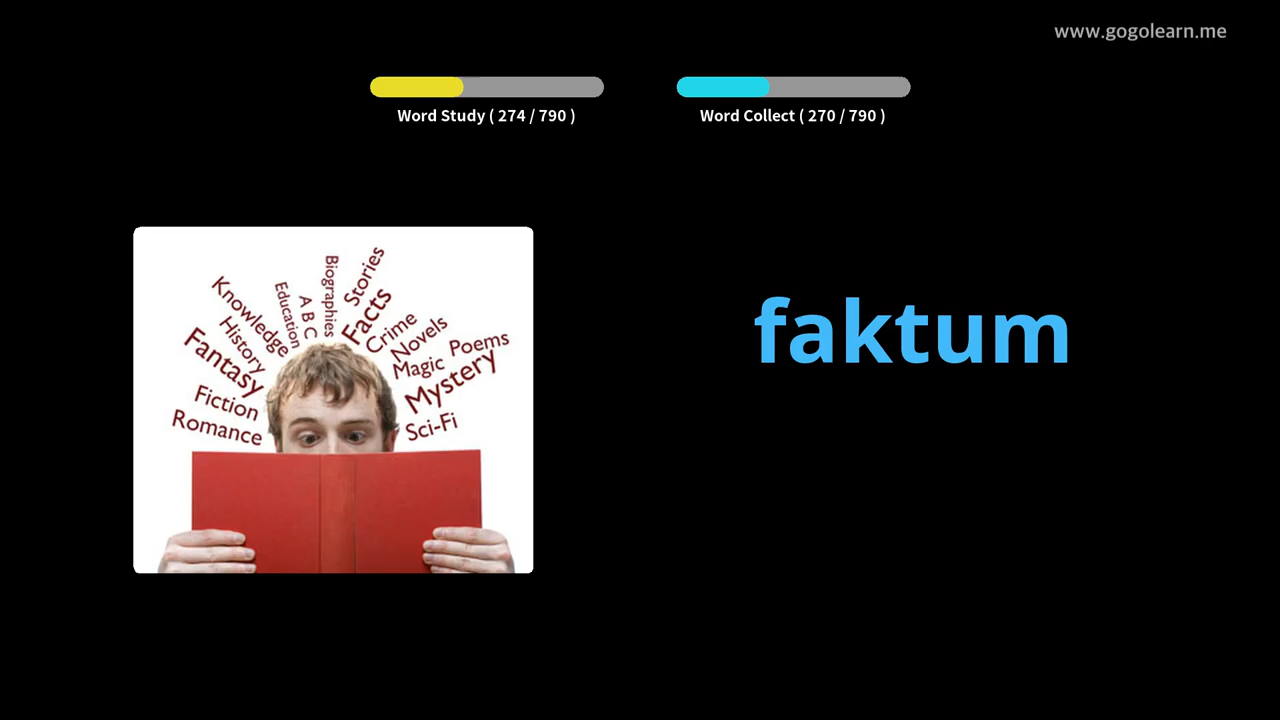 www.gogolearn.me
Word Study ( 274 / 790 )
Word Collect ( 270 / 790 )
faktum
Knowledge
Education
A B C
Biographies
Stories
Facts
Crime
Novels
Poems
Magic
Mystery
Sci-Fi
History
Fantasy
Fiction
Romance